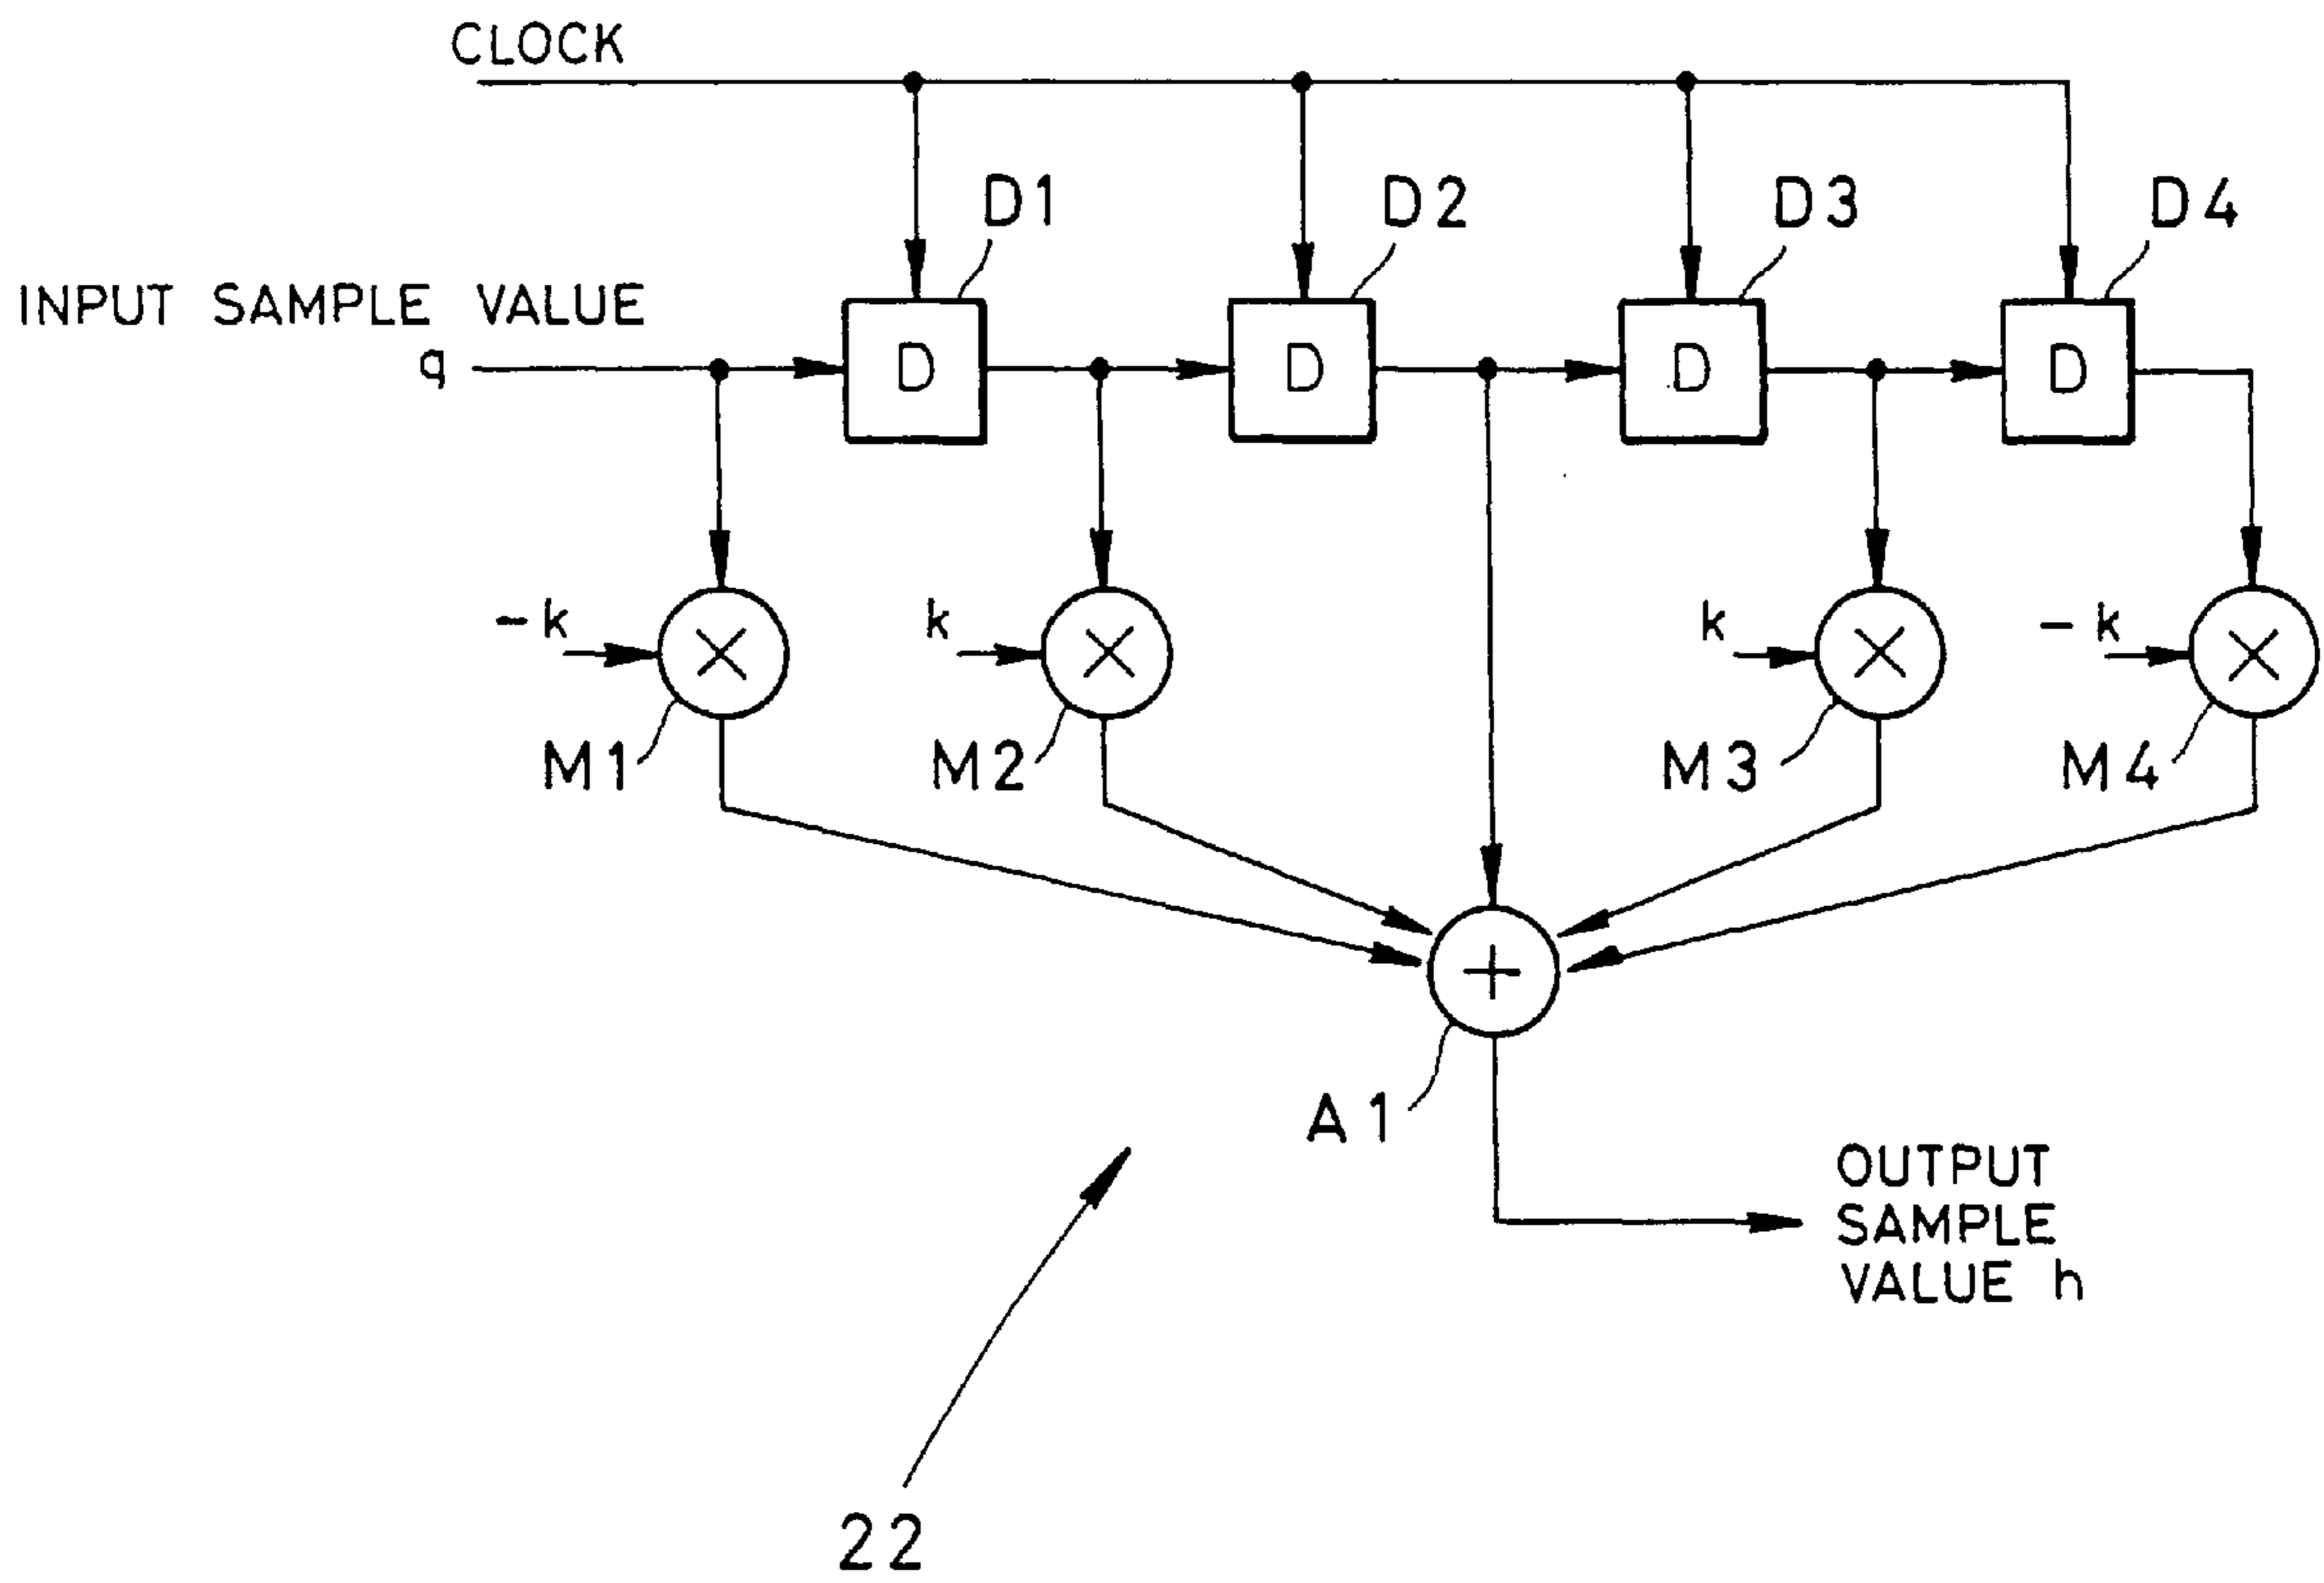 CLOCK
D1 D2 D3 D4
INPUT SAMPLE VALUE
q D D D D
-k k k -k
M1 M2 M3 M4
A1
OUTPUT
SAMPLE
VALUE h
22